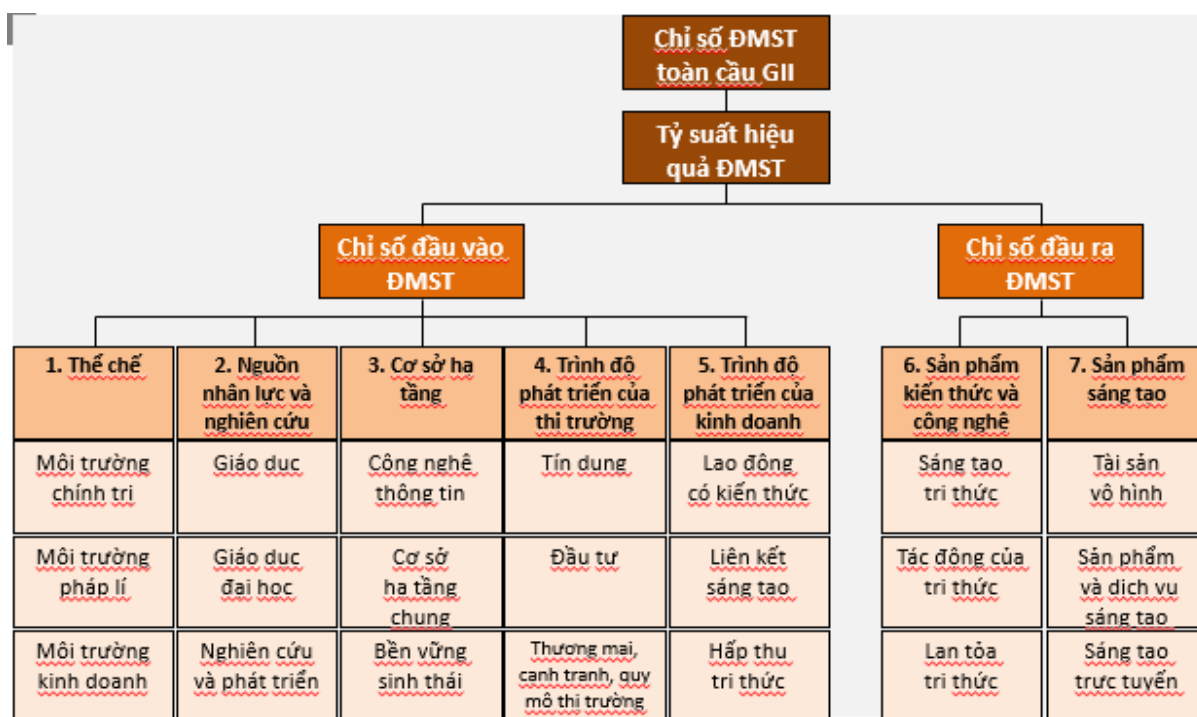 Chỉ số ĐMST
toàn cầu GII
Tỷ suất hiệu
quả ĐMST
Chỉ số đầu vào
ĐMST
Chỉ số đầu ra
ĐMST
1. Thể chế
2. Nguồn
nhân lực và
nghiên cứu
3. Cơ sở hạ
tầng
4. Trình độ
phát triển của
thị trường
5. Trình độ
phát triển của
kinh doanh
6. Sản phẩm
kiến thức và
công nghệ
7. Sản phẩm
sáng tạo
Môi trường
chính trị
Giáo dục
Công nghệ
thông tin
Tín dụng
Lao động
có kiến thức
Sáng tạo
tri thức
Tài sản
vô hình
Môi trường
pháp lí
Giáo dục
đại học
Cơ sở
hạ tầng
chung
Đầu tư
Liên kết
sáng tạo
Tác động của
tri thức
Sản phẩm
và dịch vụ
sáng tạo
Môi trường
kinh doanh
Nghiên cứu
và phát triển
Bền vững
sinh thái
Thương mại,
cạnh tranh, quy
mô thị trường
Hấp thụ
tri thức
Lan tỏa
tri thức
Sáng tạo
trực tuyến